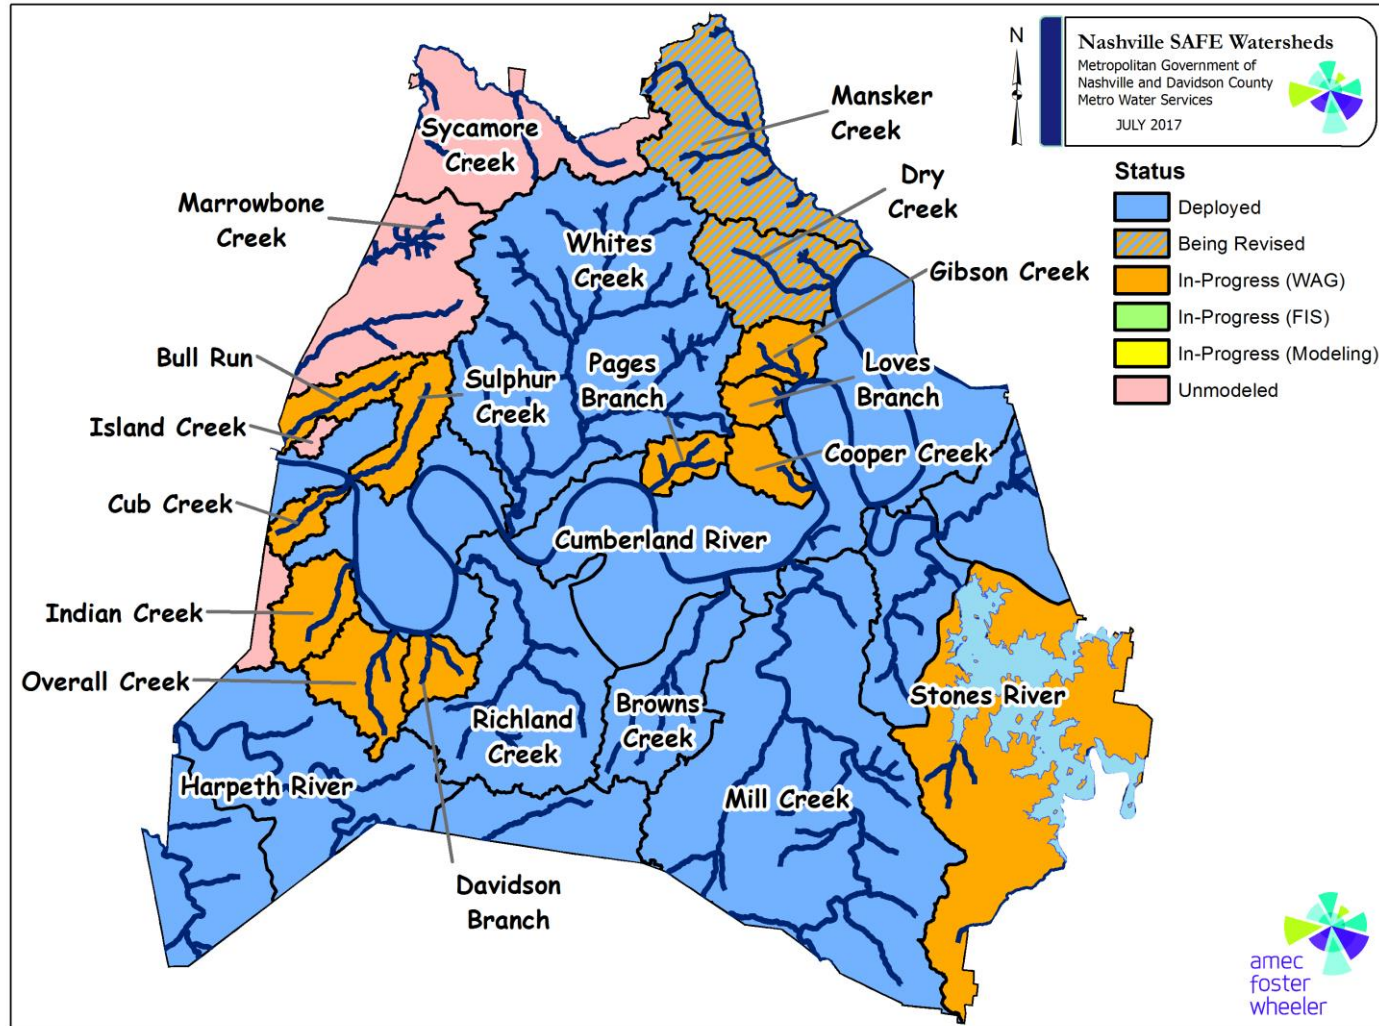 N
Nashville SAFE Watersheds
Metropolitan Government of
Nashville and Davidson County
Metro Water Services
JULY 2017
Status
Deployed
Being Revised
In-Progress (WAG)
In-Progress (FIS)
In-Progress (Modeling)
Unmodeled
Mansker
Creek
Sycamore
Creek
Dry
Creek
Marrowbone
Creek
Whites
Creek
Gibson Creek
Bull Run
Sulphur
Creek
Pages
Branch
Loves
Branch
Island Creek
Cooper Creek
Cub Creek
Cumberland River
Indian Creek
Overall Creek
Stones River
Richland
Creek
Browns
Creek
Harpeth River
Mill Creek
Davidson
Branch
amec
foster
wheeler